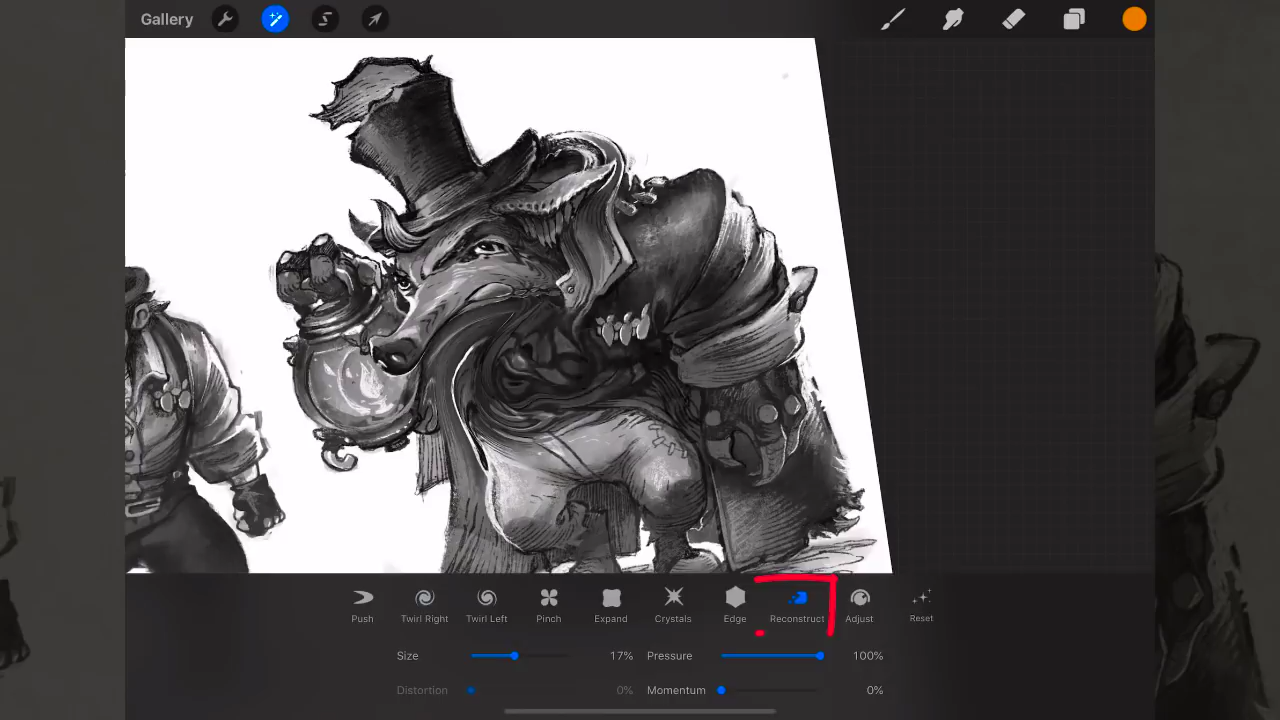 Gallery
Push Twirl Right Twirl Left Pinch Expand Crystals Edge Reconstruct Adjust Reset
Size 17% Pressure 100%
Distortion 0% Momentum 0%